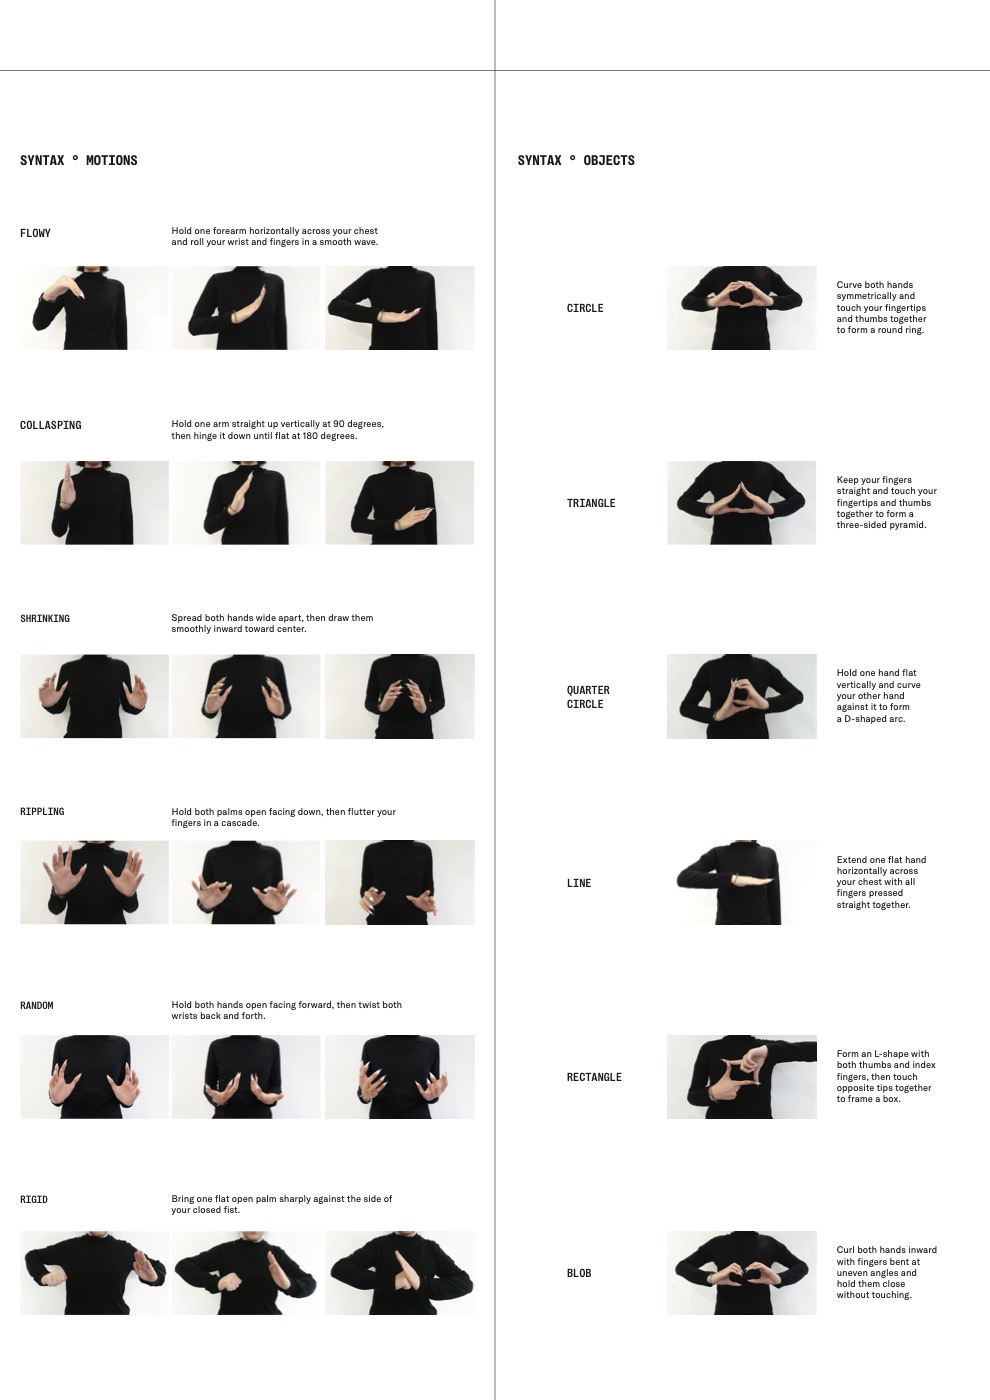 SYNTAX ° MOTIONS
FLOWY
Hold one forearm horizontally across your chest
and roll your wrist and fingers in a smooth wave.
COLLASPING
Hold one arm straight up vertically at 90 degrees,
then hinge it down until flat at 180 degrees.
SHRINKING
Spread both hands wide apart, then draw them
smoothly inward toward center.
RIPPLING
Hold both palms open facing down, then flutter your
fingers in a cascade.
RANDOM
Hold both hands open facing forward, then twist both
wrists back and forth.
RIGID
Bring one flat open palm sharply against the side of
your closed fist.
SYNTAX ° OBJECTS
CIRCLE
Curve both hands
symmetrically and
touch your fingertips
and thumbs together
to form a round ring.
TRIANGLE
Keep your fingers
straight and touch your
fingertips and thumbs
together to form a
three-sided pyramid.
QUARTER
CIRCLE
Hold one hand flat
vertically and curve
your other hand
against it to form
a D-shaped arc.
LINE
Extend one flat hand
horizontally across
your chest with all
fingers pressed
straight together.
RECTANGLE
Form an L-shape with
both thumbs and index
fingers, then touch
opposite tips together
to frame a box.
BLOB
Curl both hands inward
with fingers bent at
uneven angles and
hold them close
without touching.